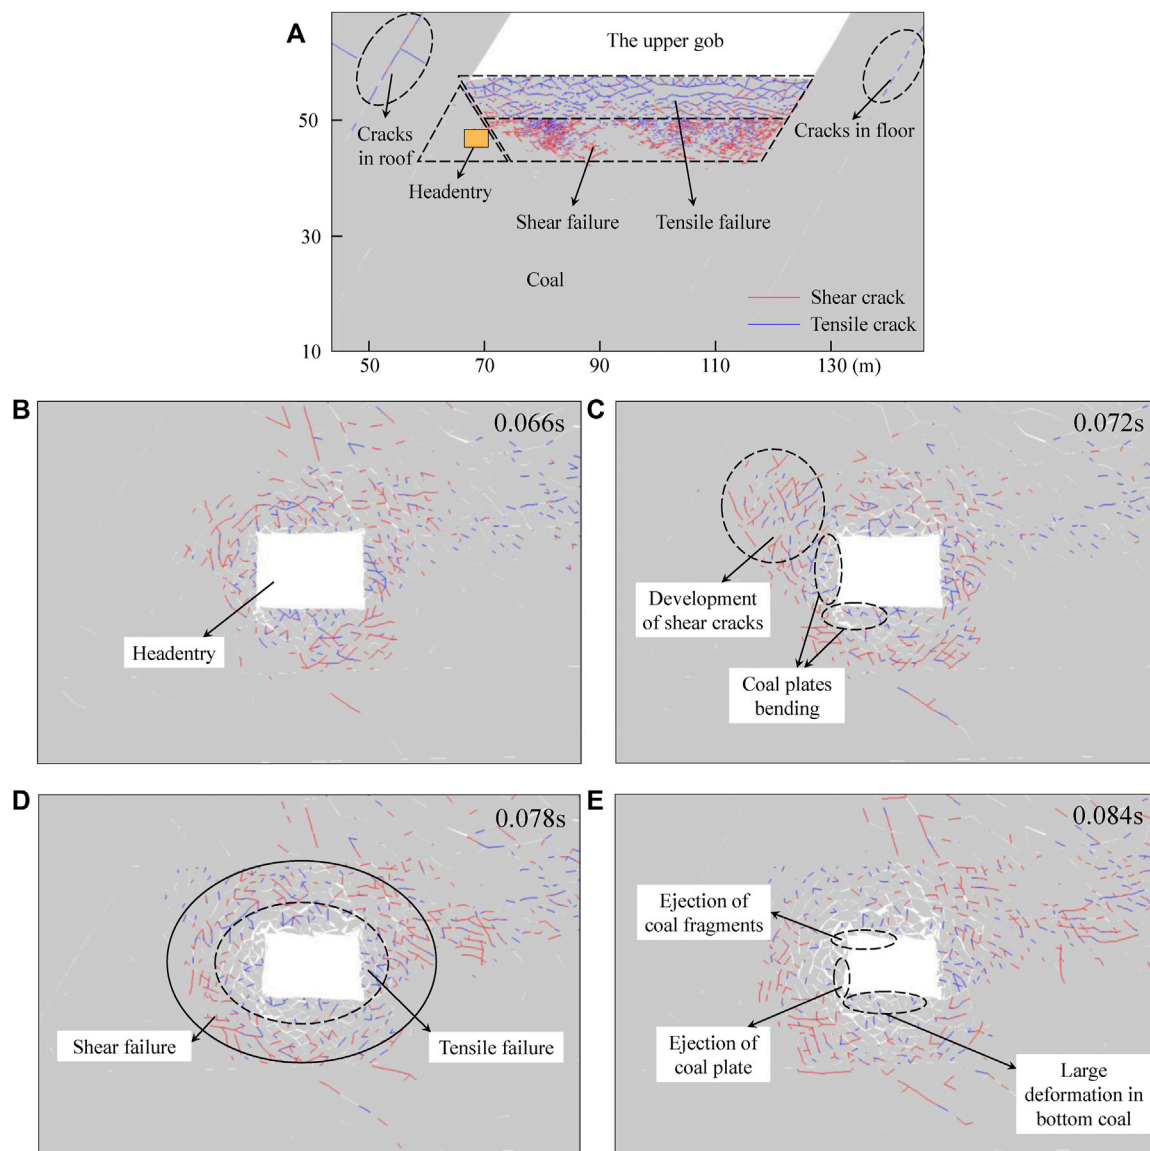 A
The upper gob
50
Cracks
in roof
Cracks in floor
Headentry
Shear failure
Tensile failure
30
Coal
Shear crack
Tensile crack
10
50
70
90
110
130 (m)
B
0.066s
Headentry
C
0.072s
Development
of shear cracks
Coal plates
bending
D
0.078s
Shear failure
Tensile failure
E
0.084s
Ejection of
coal fragments
Ejection of
coal plate
Large
deformation in
bottom coal